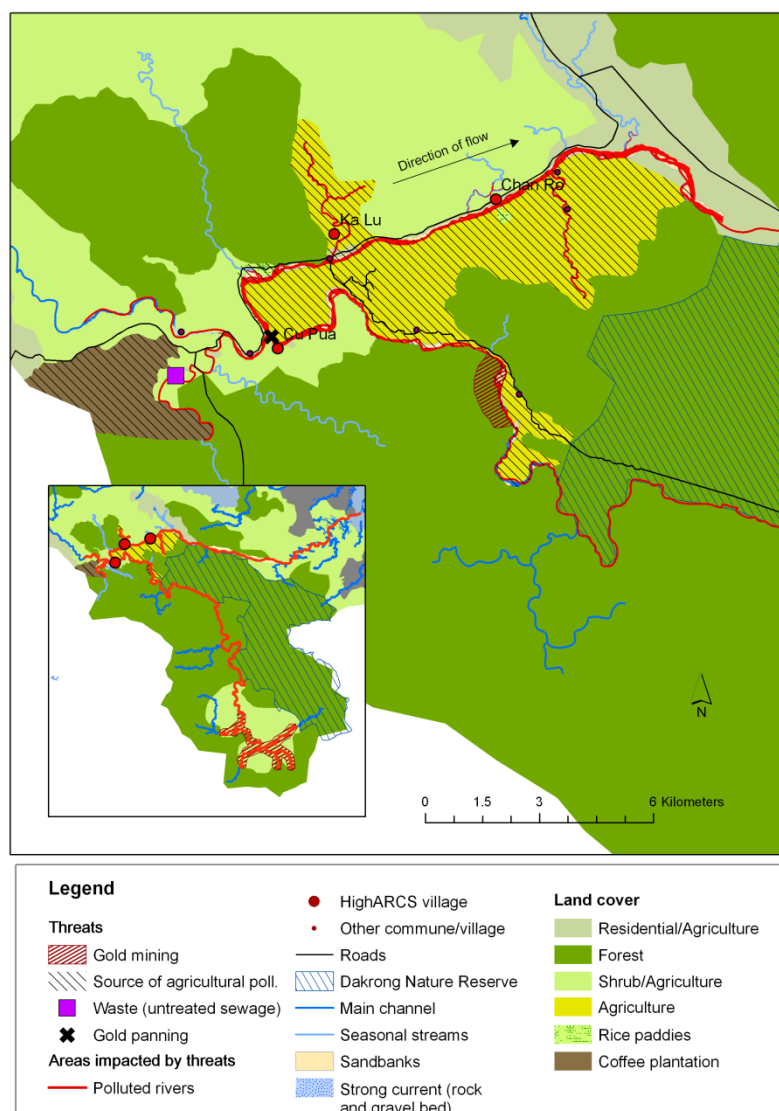 Direction of flow
Chan Ro
Ka Lu
Cu Pua
N
0 1.5 3 6 Kilometers
Legend
Threats
Gold mining
Source of agricultural poll.
Waste (untreated sewage)
Gold panning
Areas impacted by threats
Polluted rivers
HighARCS village
Other commune/village
Roads
Dakrong Nature Reserve
Main channel
Seasonal streams
Sandbanks
Strong current (rock
and gravel bed)
Land cover
Residential/Agriculture
Forest
Shrub/Agriculture
Agriculture
Rice paddies
Coffee plantation